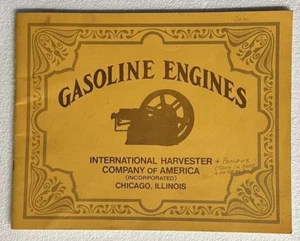 GASOLINE ENGINES
INTERNATIONAL HARVESTER
COMPANY OF AMERICA
(INCORPORATED)
CHICAGO, ILLINOIS